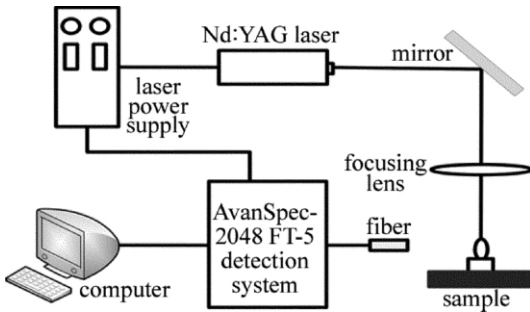 Nd:YAG laser
mirror
laser
power
supply
focusing
lens
AvanSpec-
2048 FT-5
detection
system
fiber
computer
sample